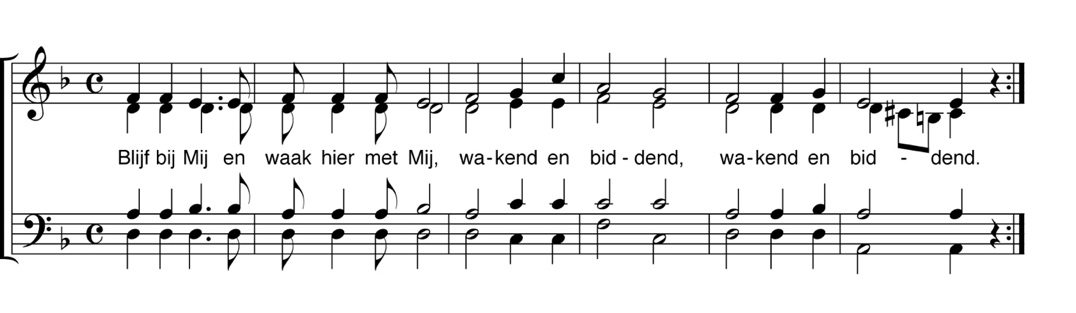 Blijf bij Mij en waak hier met Mij, wa-kend en bid - dend, wa-kend en bid - dend.